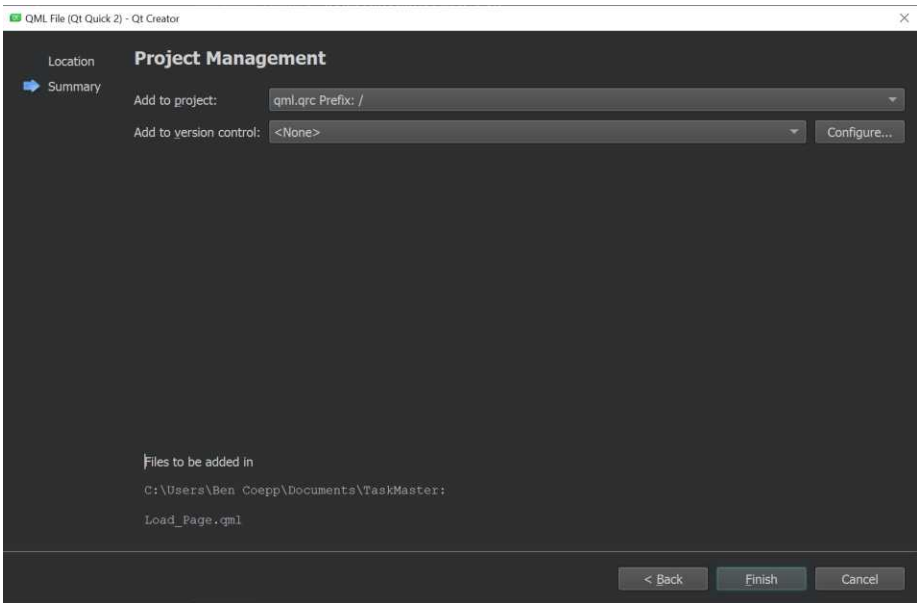 QML File (Qt Quick 2) - Qt Creator
Location
Summary
Project Management
Add to project: qml.qrc Prefix: /
Add to version control: <None> Configure...
Files to be added in
C:\Users\Ben Coepp\Documents\TaskMaster:
Load_Page.qml
< Back Finish Cancel